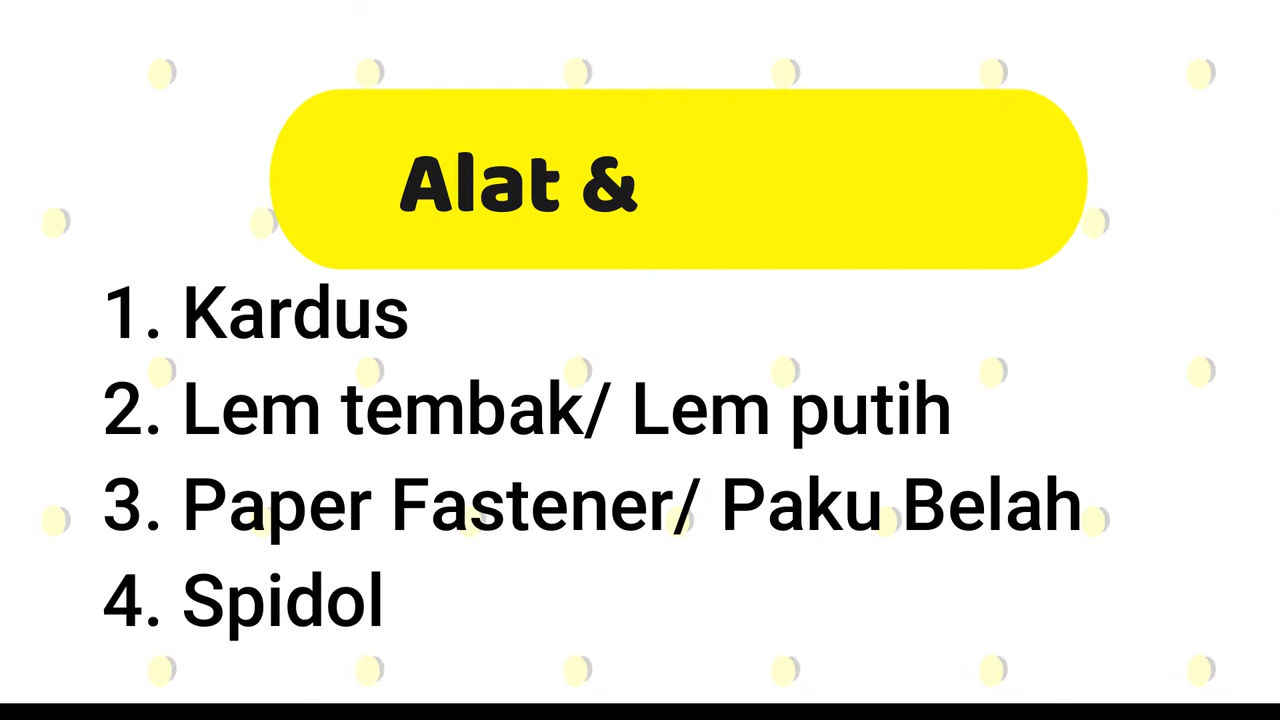 Alat &
1. Kardus
2. Lem tembak/ Lem putih
3. Paper Fastener/ Paku Belah
4. Spidol